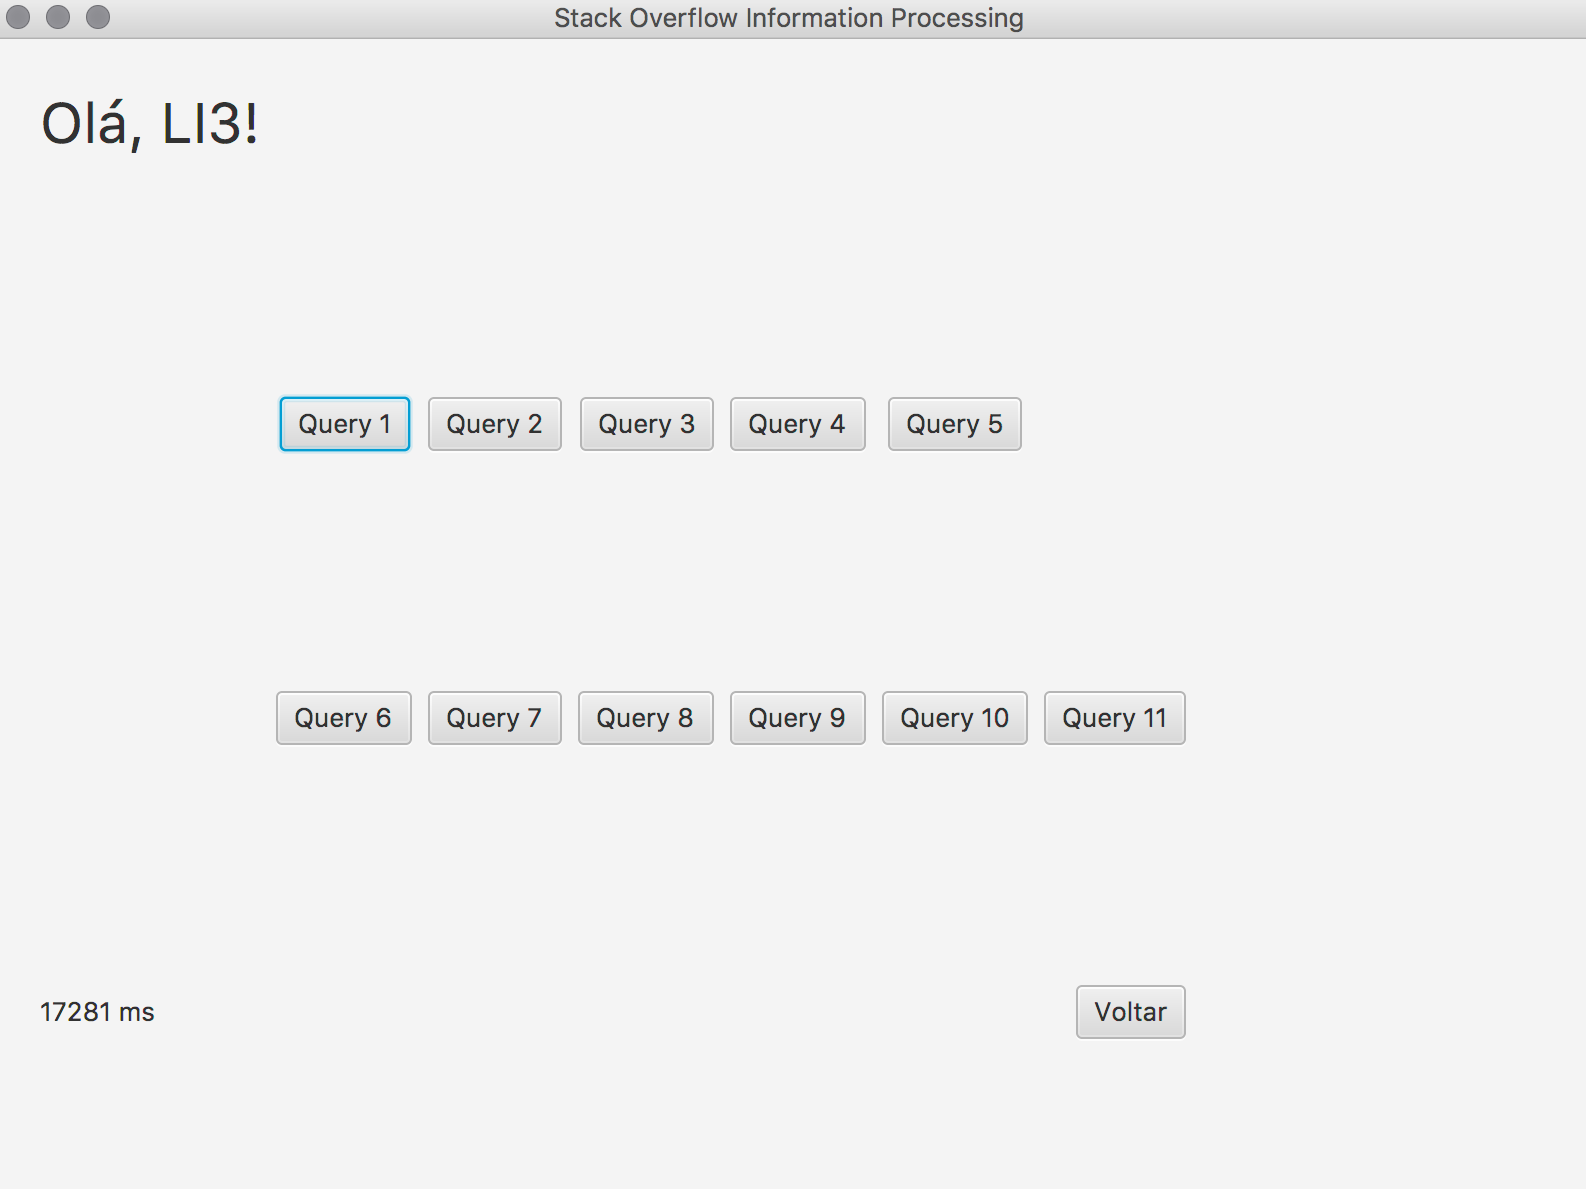 Stack Overflow Information Processing
Olá, LI3!
Query 1 Query 2 Query 3 Query 4 Query 5
Query 6 Query 7 Query 8 Query 9 Query 10 Query 11
17281 ms Voltar